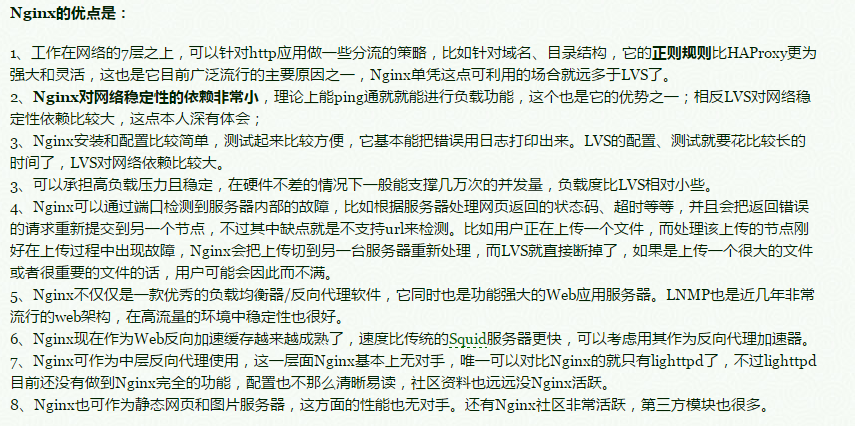 Nginx的优点是：
1、工作在网络的7层之上，可以针对http应用做一些分流的策略，比如针对域名、目录结构，它的正则规则比HAProxy更为
强大和灵活，这也是它目前广泛流行的主要原因之一，Nginx单凭这点可利用的场合就远多于LVS了。
2、Nginx对网络稳定性的依赖非常小，理论上能ping通就就能进行负载功能，这个也是它的优势之一；相反LVS对网络稳
定性依赖比较大，这点本人深有体会；
3、Nginx安装和配置比较简单，测试起来比较方便，它基本能把错误用日志打印出来。LVS的配置、测试就要花比较长的
时间了，LVS对网络依赖比较大。
3、可以承担高负载压力且稳定，在硬件不差的情况下一般能支撑几万次的并发量，负载度比LVS相对小些。
4、Nginx可以通过端口检测到服务器内部的故障，比如根据服务器处理网页返回的状态码、超时等等，并且会把返回错误
的请求重新提交到另一个节点，不过其中缺点就是不支持url来检测。比如用户正在上传一个文件，而处理该上传的节点刚
好在上传过程中出现故障，Nginx会把上传切到另一台服务器重新处理，而LVS就直接断掉了，如果是上传一个很大的文件
或者很重要的文件的话，用户可能会因此而不满。
5、Nginx不仅仅是一款优秀的负载均衡器/反向代理软件，它同时也是功能强大的Web应用服务器。LNMP也是近几年非常
流行的web架构，在高流量的环境中稳定性也很好。
6、Nginx现在作为Web反向加速缓存越来越成熟了，速度比传统的Squid服务器更快，可以考虑用其作为反向代理加速器。
7、Nginx可作为中层反向代理使用，这一层面Nginx基本上无对手，唯一可以对比Nginx的就只有lighttpd了，不过lighttpd
目前还没有做到Nginx完全的功能，配置也不那么清晰易读，社区资料也远远没Nginx活跃。
8、Nginx也可作为静态网页和图片服务器，这方面的性能也无对手。还有Nginx社区非常活跃，第三方模块也很多。